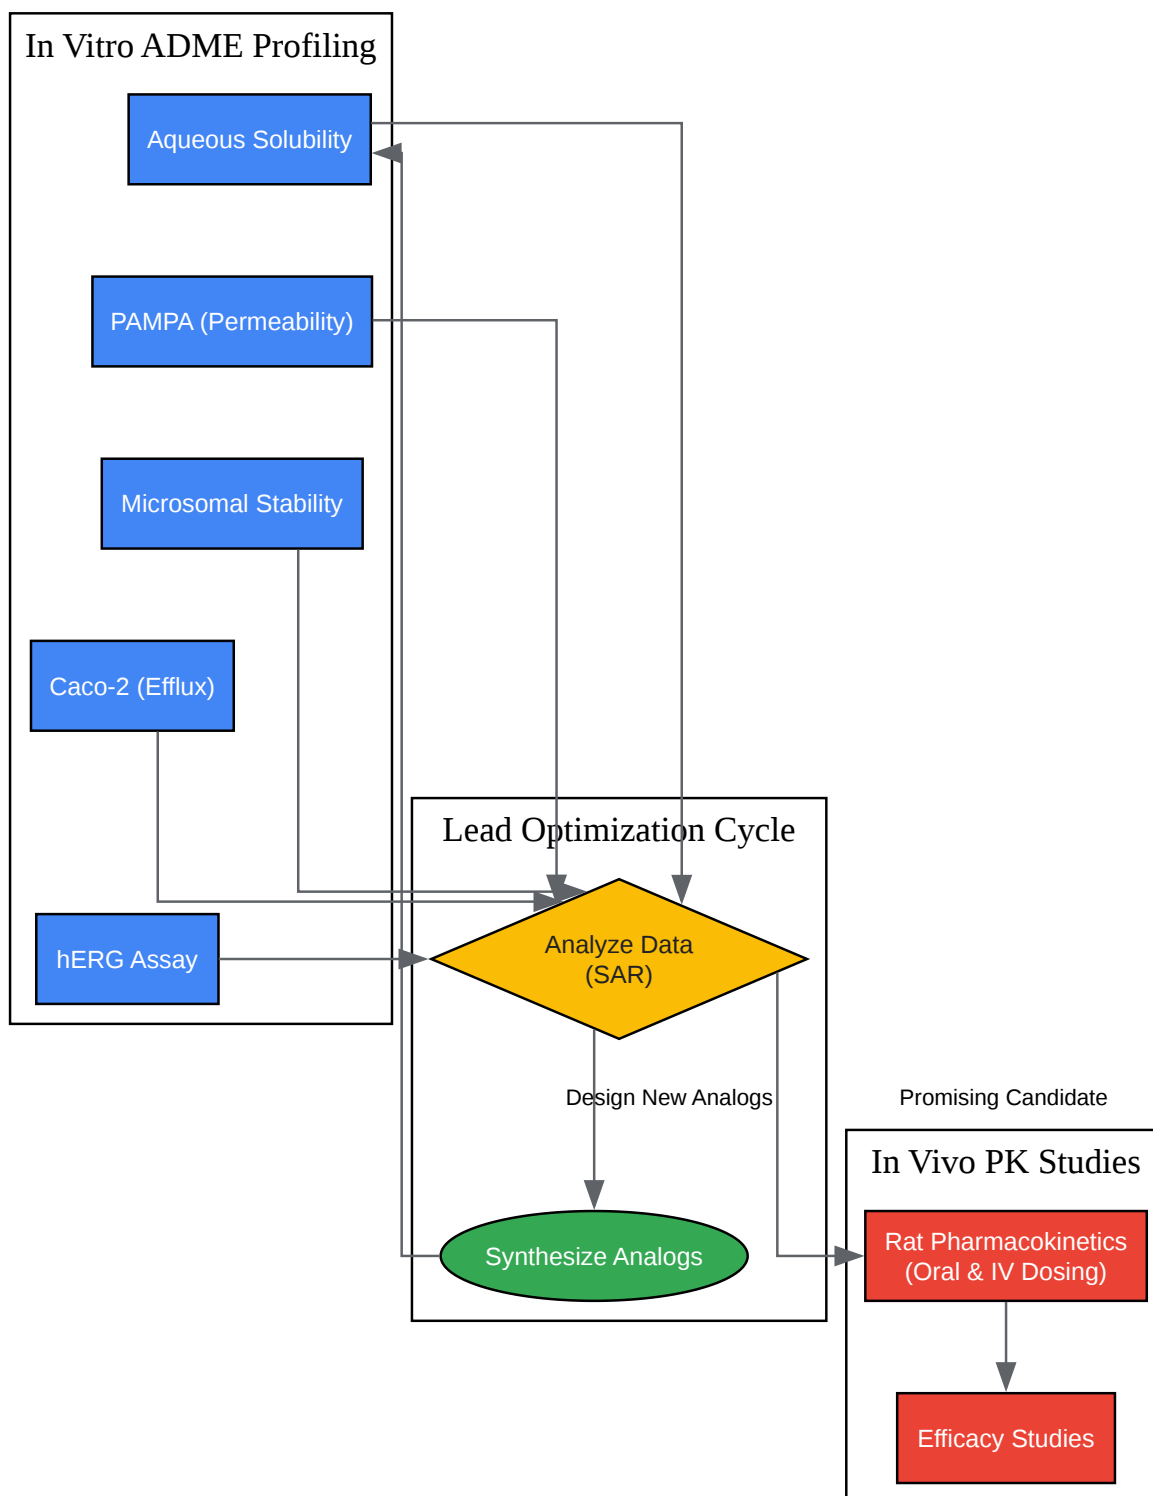 In Vitro ADME Profiling
Aqueous Solubility
PAMPA (Permeability)
Microsomal Stability
Caco-2 (Efflux)
hERG Assay
Lead Optimization Cycle
Analyze Data
(SAR)
Design New Analogs
Synthesize Analogs
Promising Candidate
In Vivo PK Studies
Rat Pharmacokinetics
(Oral & IV Dosing)
Efficacy Studies